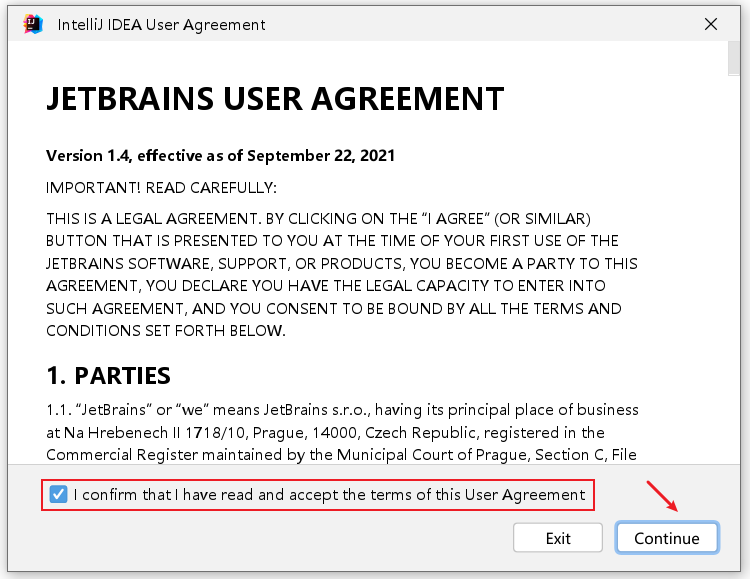 IntelliJ IDEA User Agreement
JETBRAINS USER AGREEMENT
Version 1.4, effective as of September 22, 2021
IMPORTANT! READ CAREFULLY:
THIS IS A LEGAL AGREEMENT. BY CLICKING ON THE “I AGREE” (OR SIMILAR)
BUTTON THAT IS PRESENTED TO YOU AT THE TIME OF YOUR FIRST USE OF THE
JETBRAINS SOFTWARE, SUPPORT, OR PRODUCTS, YOU BECOME A PARTY TO THIS
AGREEMENT, YOU DECLARE YOU HAVE THE LEGAL CAPACITY TO ENTER INTO
SUCH AGREEMENT, AND YOU CONSENT TO BE BOUND BY ALL THE TERMS AND
CONDITIONS SET FORTH BELOW.
1. PARTIES
1.1. “JetBrains” or “we” means JetBrains s.r.o., having its principal place of business
at Na Hrebenech II 1718/10, Prague, 14000, Czech Republic, registered in the
Commercial Register maintained by the Municipal Court of Prague, Section C, File
I confirm that I have read and accept the terms of this User Agreement
Exit
Continue